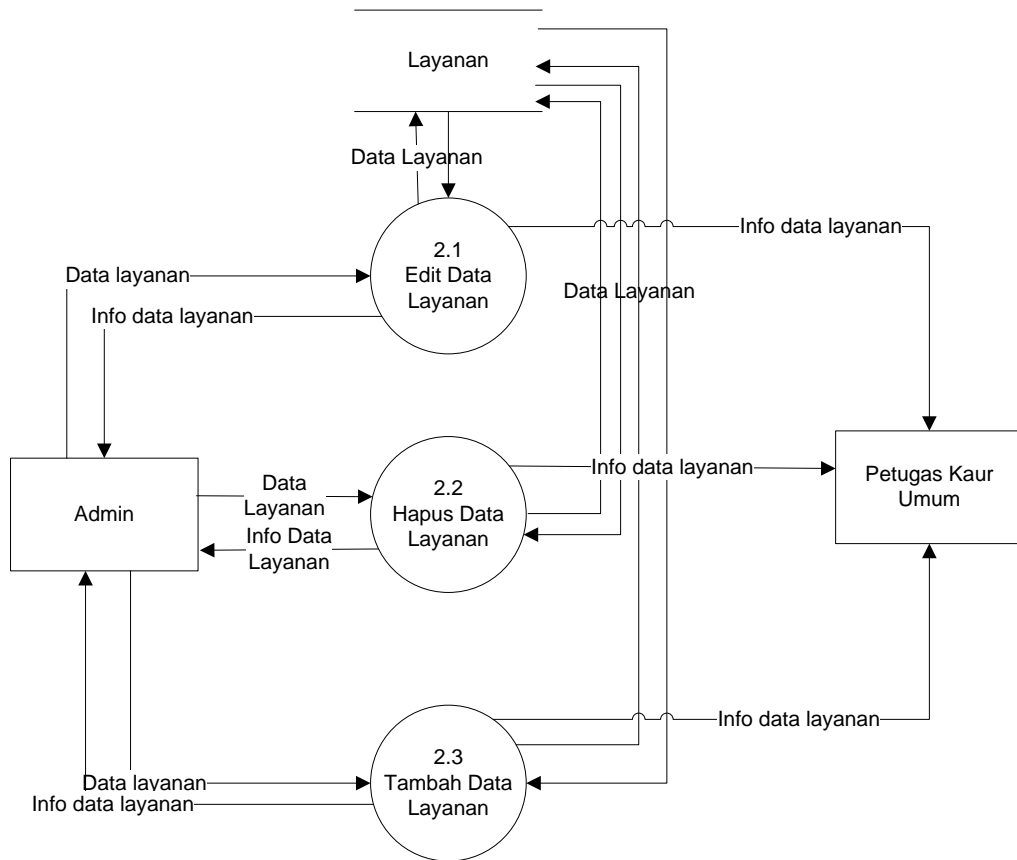 Layanan
Data Layanan
Info data layanan
2.1
Edit Data
Layanan
Data layanan
Data Layanan
Info data layanan
Petugas Kaur
Umum
Info data layanan
2.2
Hapus Data
Layanan
Data
Layanan
Admin
Info Data
Layanan
Info data layanan
2.3
Tambah Data
Layanan
Data layanan
Info data layanan